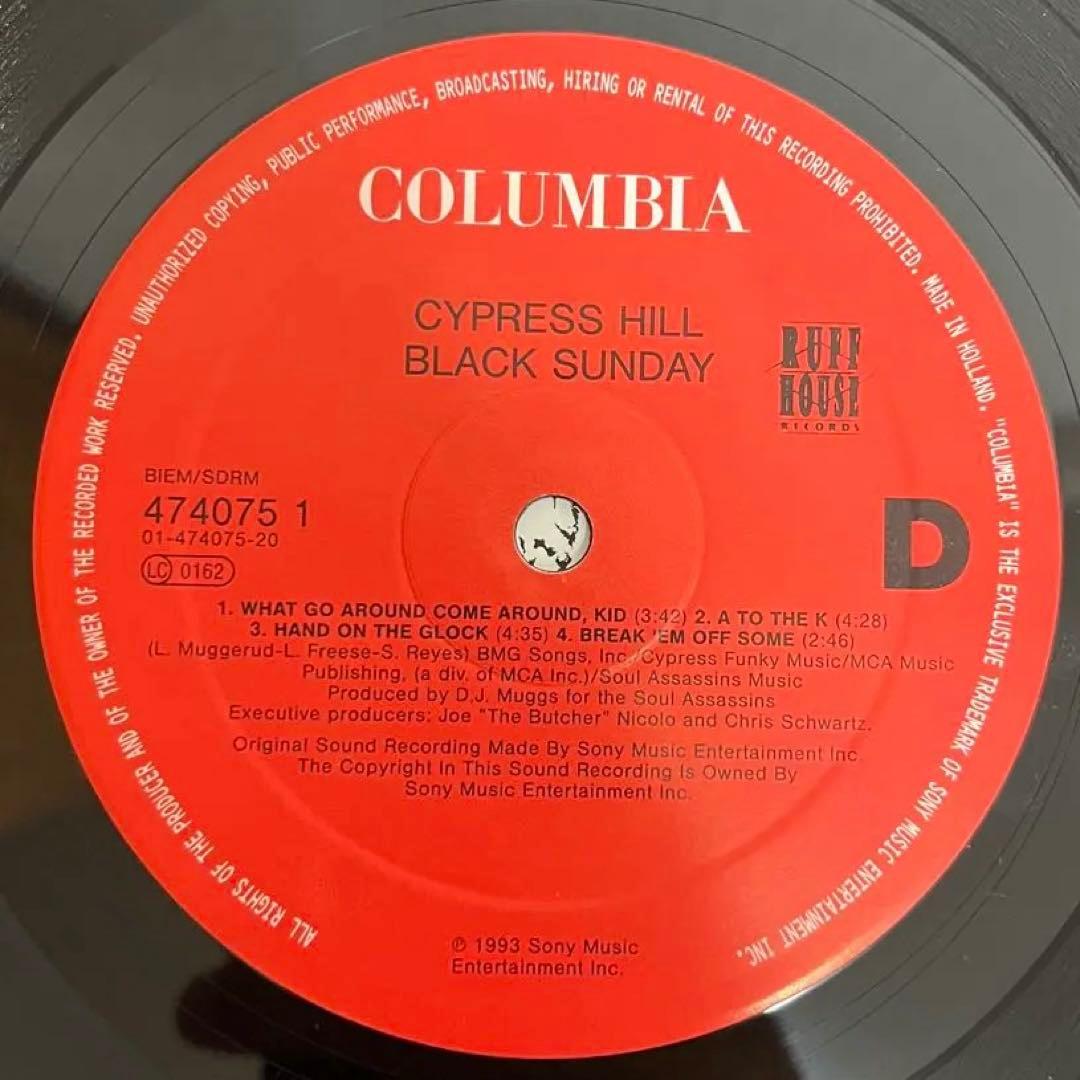 ALL RIGHTS OF THE PRODUCER AND OF THE OWNER OF THE RECORDED WORK RESERVED. UNAUTHORIZED COPYING, PUBLIC PERFORMANCE, BROADCASTING, HIRING OR RENTAL OF THIS RECORDING PROHIBITED. MADE IN HOLLAND. "COLUMBIA" IS THE EXCLUSIVE TRADEMARK OF SONY MUSIC ENTERTAINMENT INC.
COLUMBIA
CYPRESS HILL
BLACK SUNDAY
RUFF
HOUSE
RECORDS
BIEM/SDRM
474075 1
01-474075-20
LC 0162
D
1. WHAT GO AROUND COME AROUND, KID (3:42) 2. A TO THE K (4:28)
3. HAND ON THE GLOCK (4:35) 4. BREAK 'EM OFF SOME (2:46)
(L. Muggerud-L. Freese-S. Reyes) BMG Songs, Inc/Cypress Funky Music/MCA Music
Publishing, (a div. of MCA Inc.)/Soul Assassins Music
Produced by D.J. Muggs for the Soul Assassins
Executive producers: Joe "The Butcher" Nicolo and Chris Schwartz.
Original Sound Recording Made By Sony Music Entertainment Inc
The Copyright In This Sound Recording Is Owned By
Sony Music Entertainment Inc.
℗ 1993 Sony Music
Entertainment Inc.